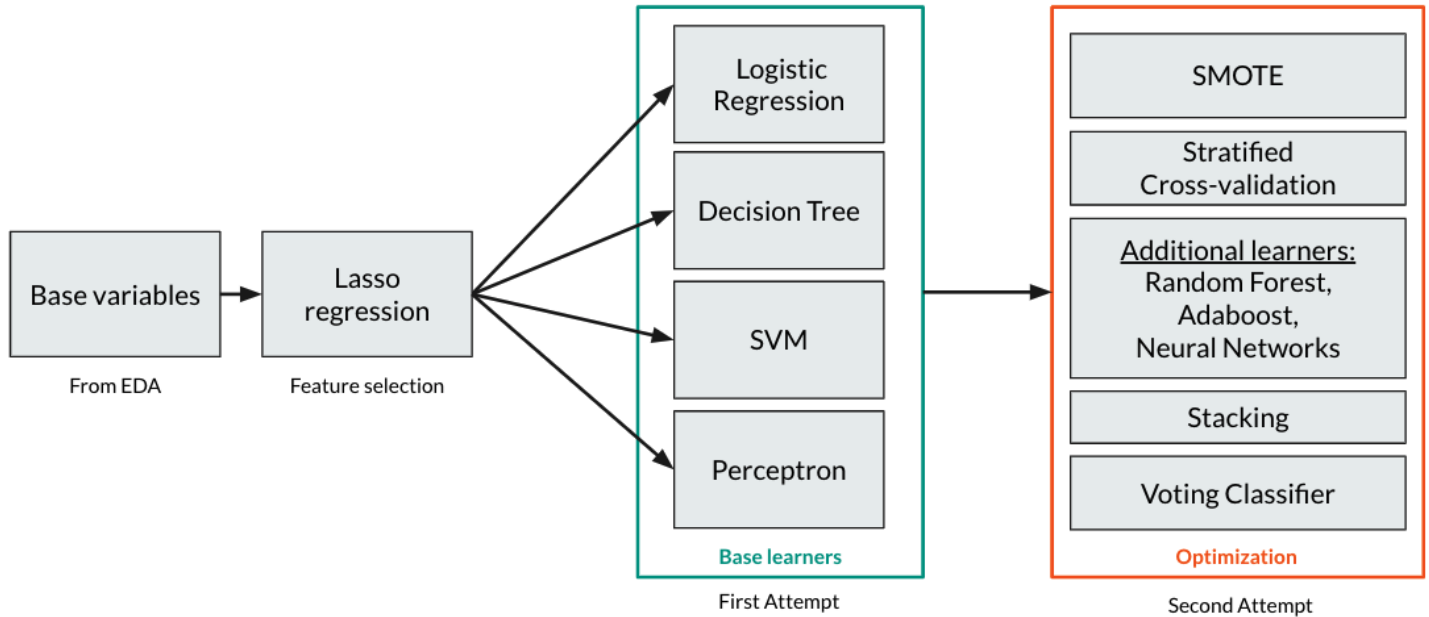 Base variables
From EDA
Lasso
regression
Feature selection
Logistic
Regression
Decision Tree
SVM
Perceptron
Base learners
First Attempt
SMOTE
Stratified
Cross-validation
Additional learners:
Random Forest,
Adaboost,
Neural Networks
Stacking
Voting Classifier
Optimization
Second Attempt